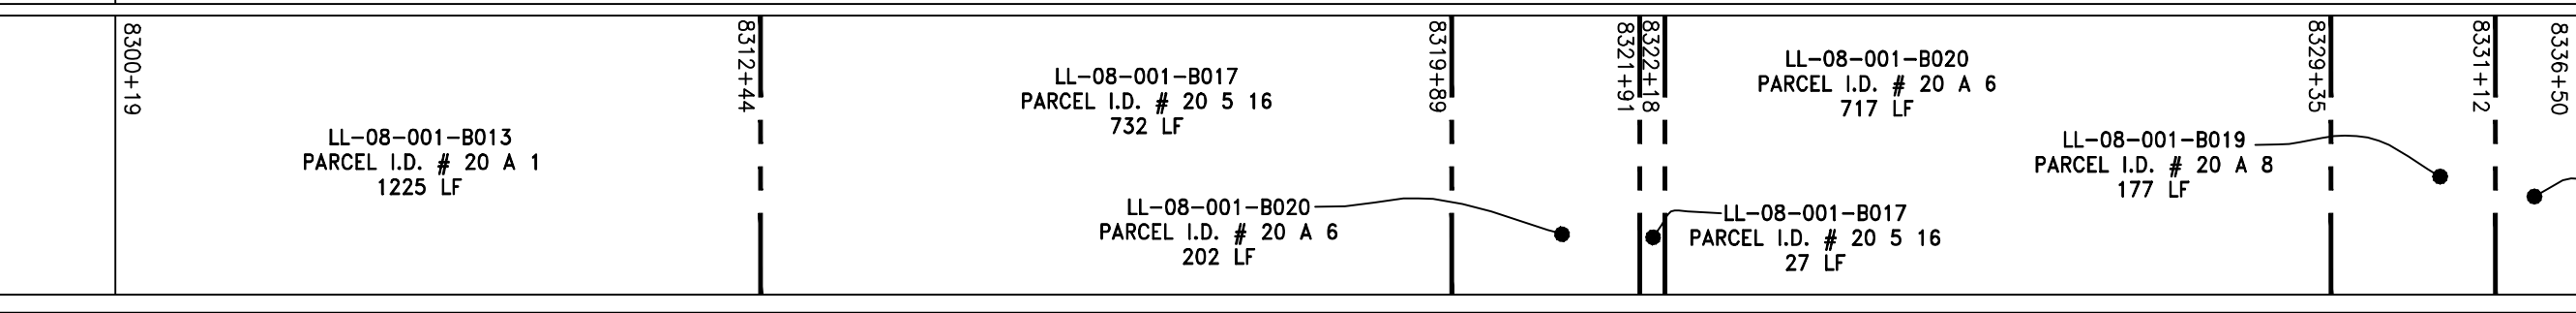 8300+19
LL-08-001-B013
PARCEL I.D. # 20 A 1
1225 LF
8312+44
LL-08-001-B017
PARCEL I.D. # 20 5 16
732 LF
8319+89
LL-08-001-B020
PARCEL I.D. # 20 A 6
202 LF
8321+91
8322+18
LL-08-001-B017
PARCEL I.D. # 20 5 16
27 LF
LL-08-001-B020
PARCEL I.D. # 20 A 6
717 LF
8329+35
LL-08-001-B019
PARCEL I.D. # 20 A 8
177 LF
8331+12
8336+50